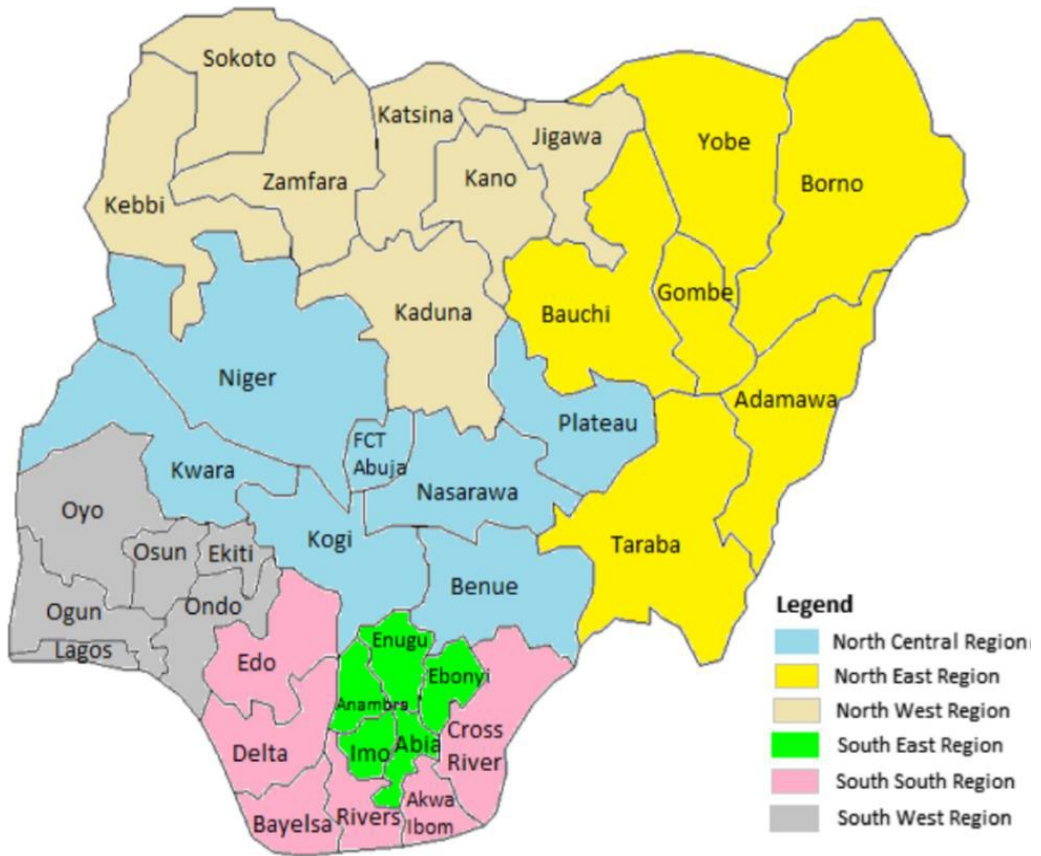 Sokoto
Katsina
Jigawa
Yobe
Borno
Kano
Zamfara
Kebbi
Gombe
Bauchi
Kaduna
Niger
Adamawa
Plateau
FCT
Abuja
Kwara
Nasarawa
Oyo
Kogi
Taraba
Osun
Ekiti
Benue
Ogun
Ondo
Lagos
Enugu
Edo
Ebonyi
Anambra
Cross
River
Delta
Imo
Abia
Akwa
Ibom
Bayelsa
Rivers
Legend
North Central Region
North East Region
North West Region
South East Region
South South Region
South West Region